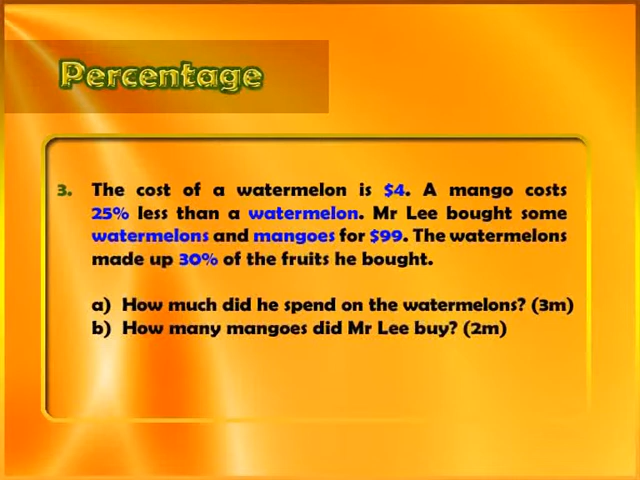 Percentage
3. The cost of a watermelon is $4. A mango costs
25% less than a watermelon. Mr Lee bought some
watermelons and mangoes for $99. The watermelons
made up 30% of the fruits he bought.
a) How much did he spend on the watermelons? (3m)
b) How many mangoes did Mr Lee buy? (2m)